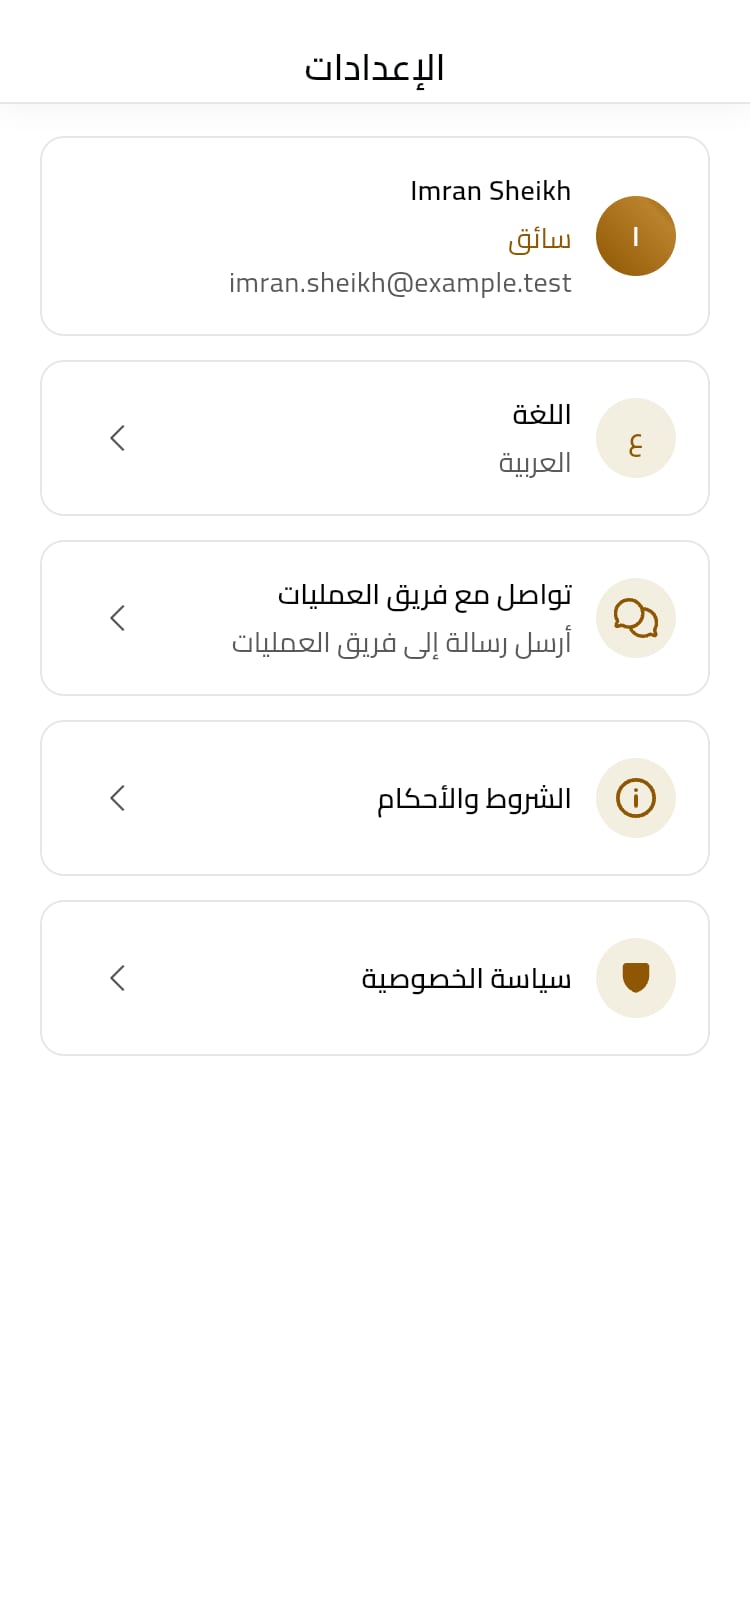 الإعدادات
I
Imran Sheikh
سائق
imran.sheikh@example.test
ع
اللغة
العربية
تواصل مع فريق العمليات
أرسل رسالة إلى فريق العمليات
الشروط والأحكام
سياسة الخصوصية